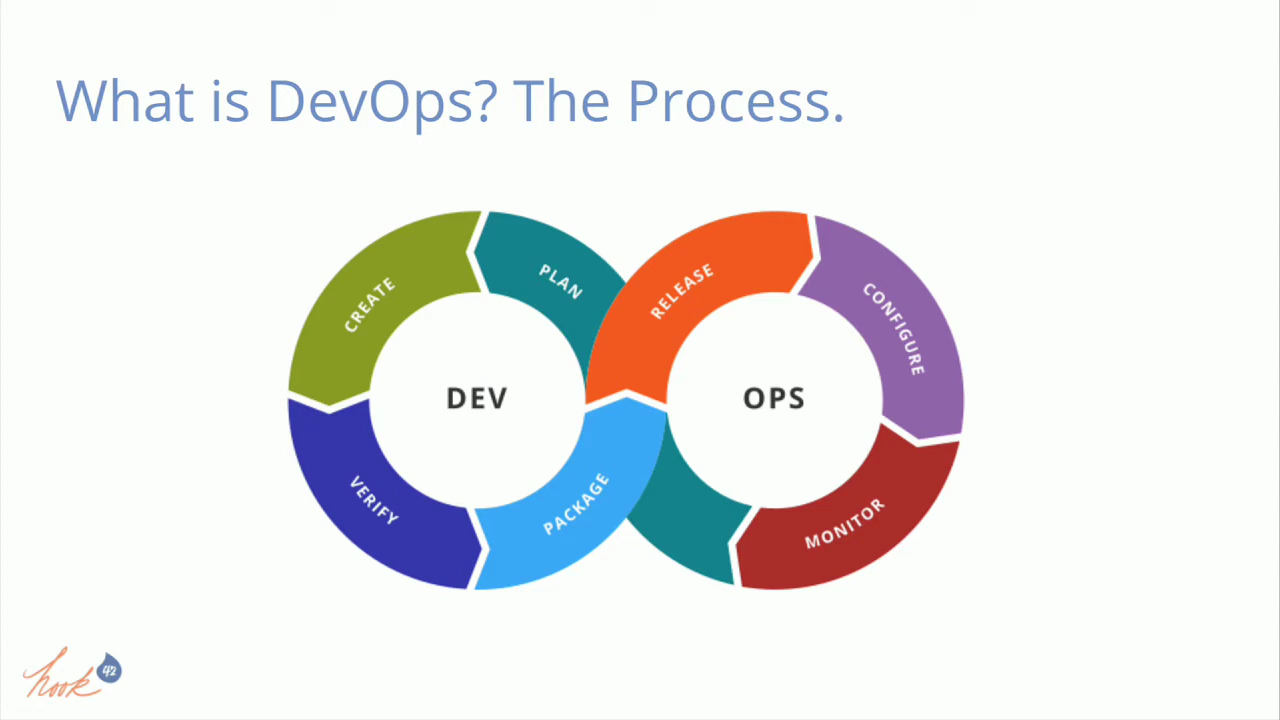 What is DevOps? The Process.
PLAN
CREATE
VERIFY
PACKAGE
RELEASE
CONFIGURE
MONITOR
DEV
OPS
hook 42